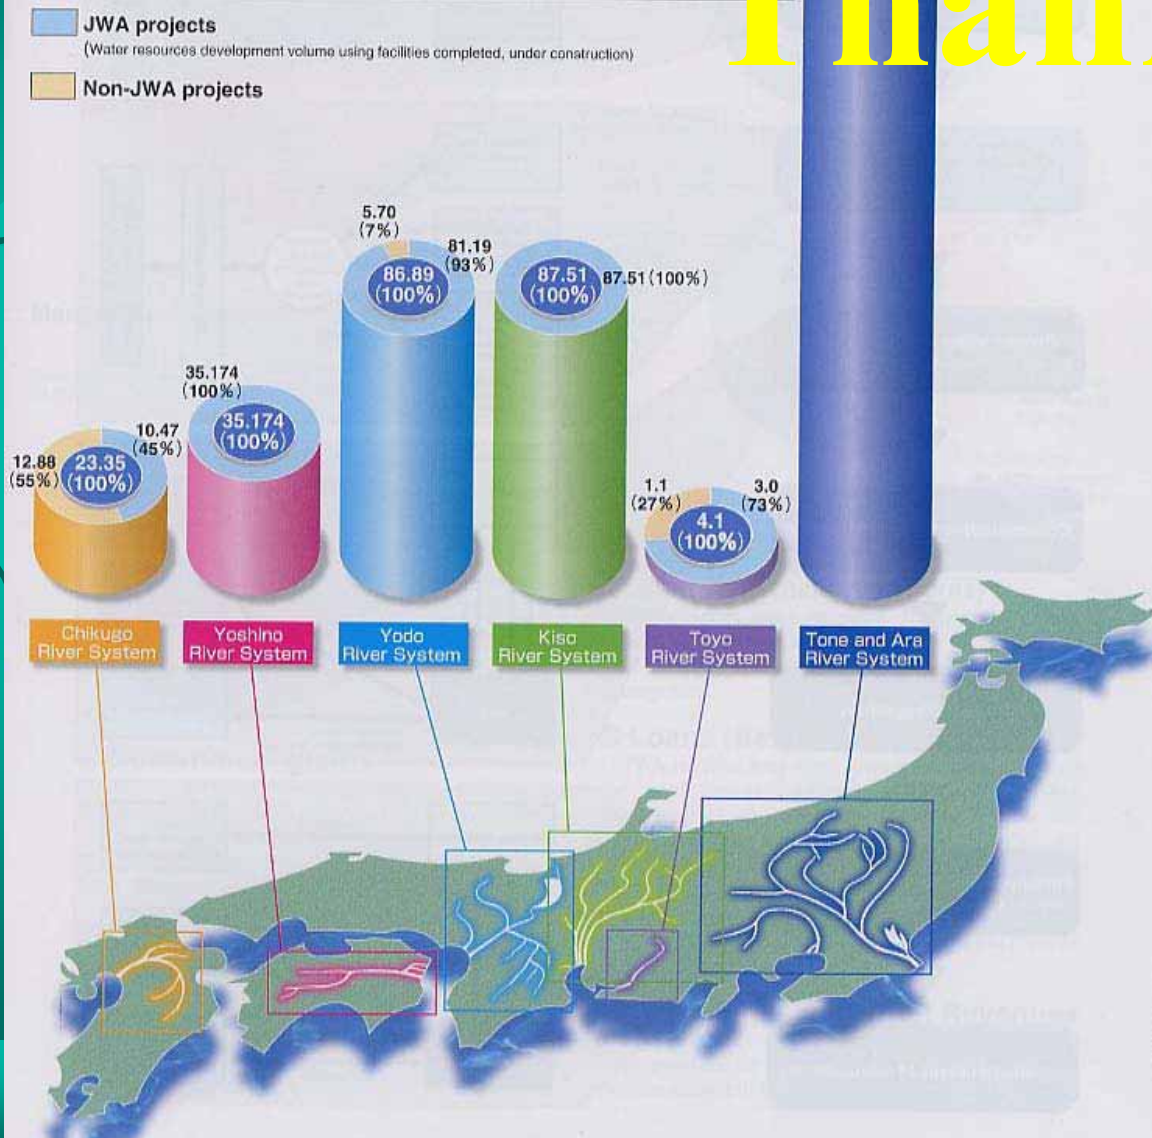 JWA projects
(Water resources development volume using facilities completed, under construction)
Non-JWA projects
5.70
(7%)
81.19
(93%)
86.89
(100%)
87.51
(100%)
87.51(100%)
35.174
(100%)
35.174
(100%)
10.47
(45%)
12.88
(55%)
23.35
(100%)
1.1
(27%)
3.0
(73%)
4.1
(100%)
Chikugo
River System
Yoshino
River System
Yodo
River System
Kiso
River System
Toyo
River System
Tone and Ara
River System